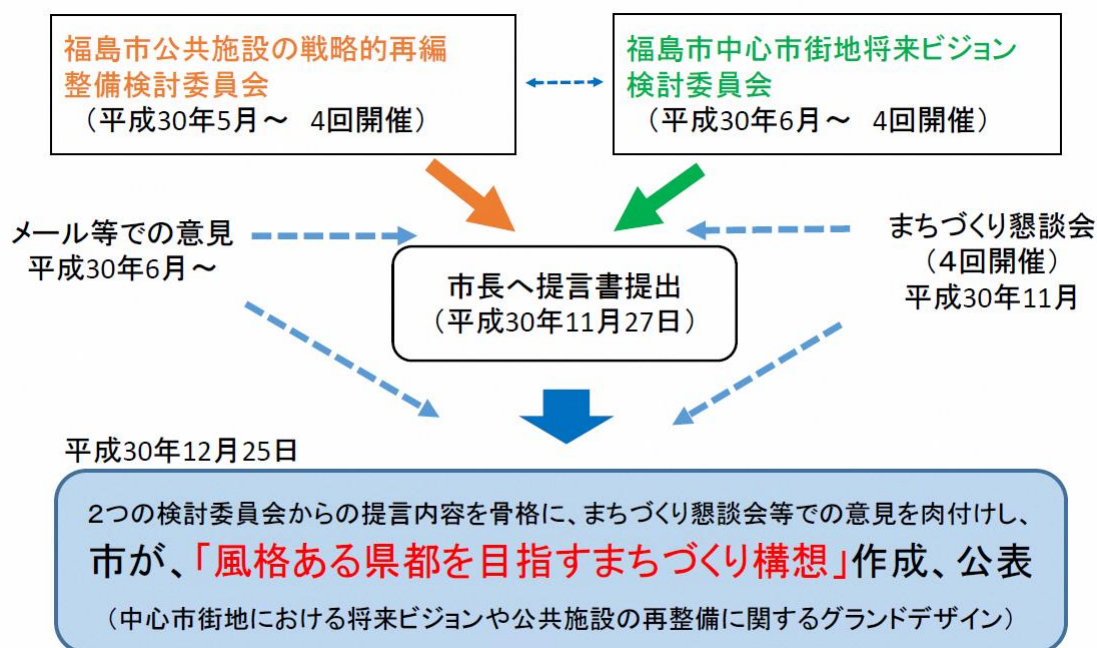 福島市公共施設の戦略的再編
整備検討委員会
（平成30年5月～　4回開催）
福島市中心市街地将来ビジョン
検討委員会
（平成30年6月～　4回開催）
メール等での意見
平成30年6月～
まちづくり懇談会
（４回開催）
平成30年11月
市長へ提言書提出
（平成30年11月27日）
平成30年12月25日
２つの検討委員会からの提言内容を骨格に、まちづくり懇談会等での意見を肉付けし、
市が、「風格ある県都を目指すまちづくり構想」作成、公表
（中心市街地における将来ビジョンや公共施設の再整備に関するグランドデザイン）